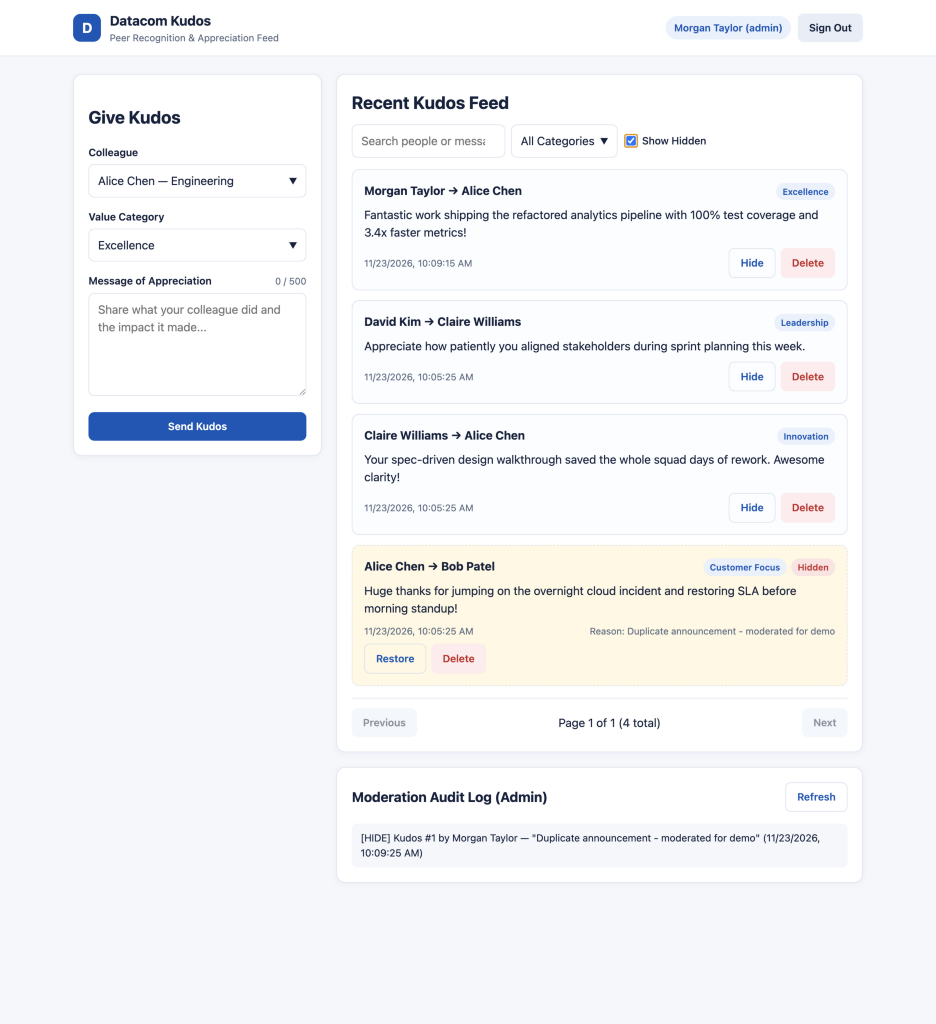 D
Datacom Kudos
Peer Recognition & Appreciation Feed
Morgan Taylor (admin)
Sign Out
Give Kudos
Colleague
Alice Chen — Engineering ▼
Value Category
Excellence ▼
Message of Appreciation
0 / 500
Share what your colleague did and
the impact it made...
Send Kudos
Recent Kudos Feed
Search people or messa
All Categories ▼
Show Hidden
Morgan Taylor → Alice Chen
Excellence
Fantastic work shipping the refactored analytics pipeline with 100% test coverage and
3.4x faster metrics!
11/23/2026, 10:09:15 AM
Hide
Delete
David Kim → Claire Williams
Leadership
Appreciate how patiently you aligned stakeholders during sprint planning this week.
11/23/2026, 10:05:25 AM
Hide
Delete
Claire Williams → Alice Chen
Innovation
Your spec-driven design walkthrough saved the whole squad days of rework. Awesome
clarity!
11/23/2026, 10:05:25 AM
Hide
Delete
Alice Chen → Bob Patel
Customer Focus
Hidden
Huge thanks for jumping on the overnight cloud incident and restoring SLA before
morning standup!
11/23/2026, 10:05:25 AM
Reason: Duplicate announcement - moderated for demo
Restore
Delete
Previous
Page 1 of 1 (4 total)
Next
Moderation Audit Log (Admin)
Refresh
[HIDE] Kudos #1 by Morgan Taylor — "Duplicate announcement - moderated for demo" (11/23/2026,
10:09:25 AM)